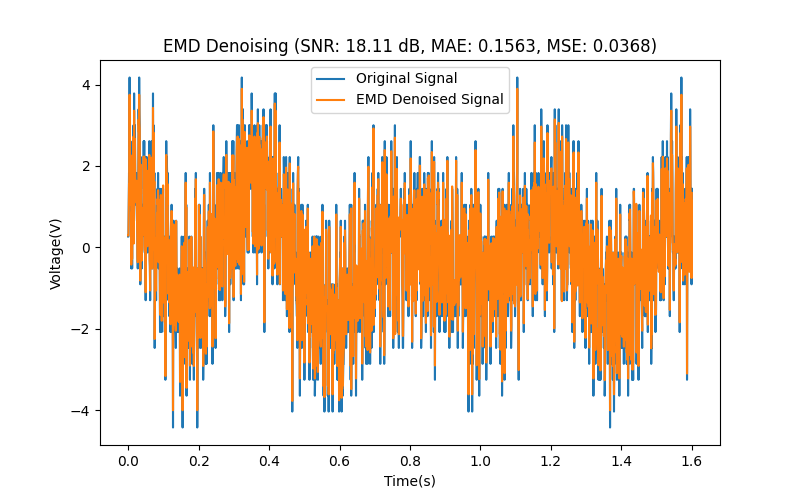 EMD Denoising (SNR: 18.11 dB, MAE: 0.1563, MSE: 0.0368)
Original Signal
EMD Denoised Signal
4
2
0
−2
−4
Voltage(V)
0.0 0.2 0.4 0.6 0.8 1.0 1.2 1.4 1.6
Time(s)